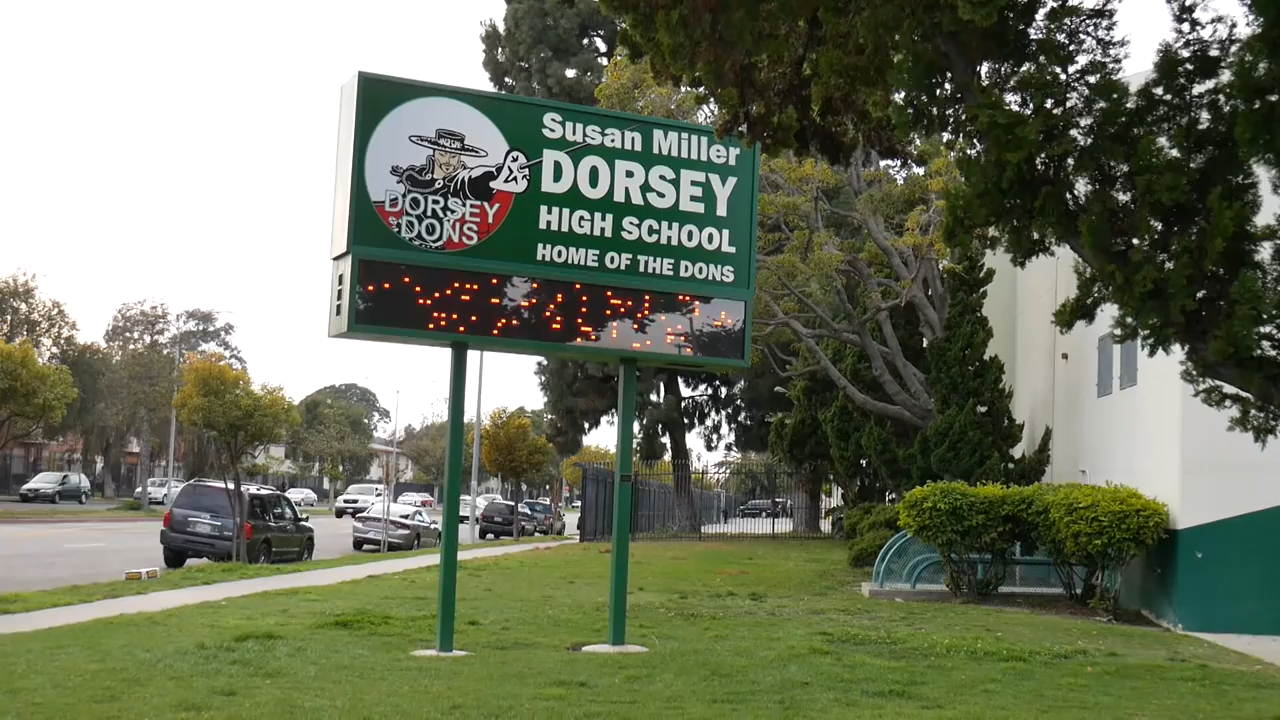 DORSEY
DONS
Susan Miller
DORSEY
HIGH SCHOOL
HOME OF THE DONS